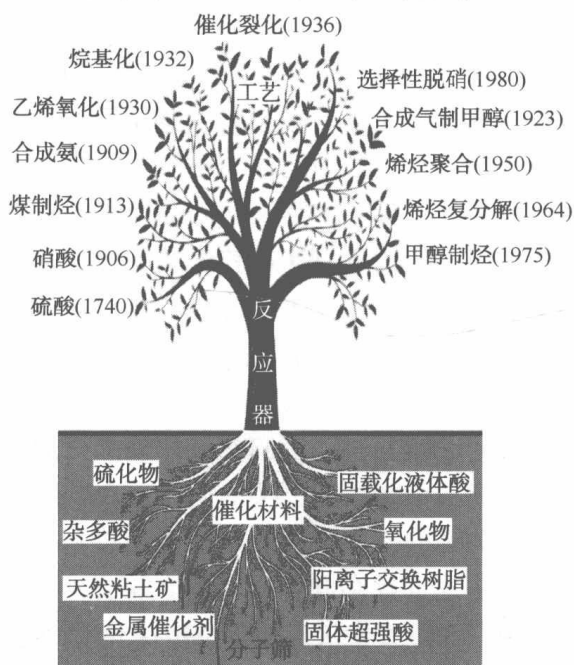 催化裂化(1936)
烷基化(1932)
工艺
选择性脱硝(1980)
乙烯氧化(1930)
合成气制甲醇(1923)
合成氨(1909)
烯烃聚合(1950)
煤制烃(1913)
烯烃复分解(1964)
硝酸(1906)
甲醇制烃(1975)
硫酸(1740)
反
应
器
硫化物
固载化液体酸
催化材料
杂多酸
氧化物
天然粘土矿
阳离子交换树脂
金属催化剂
固体超强酸
分子筛